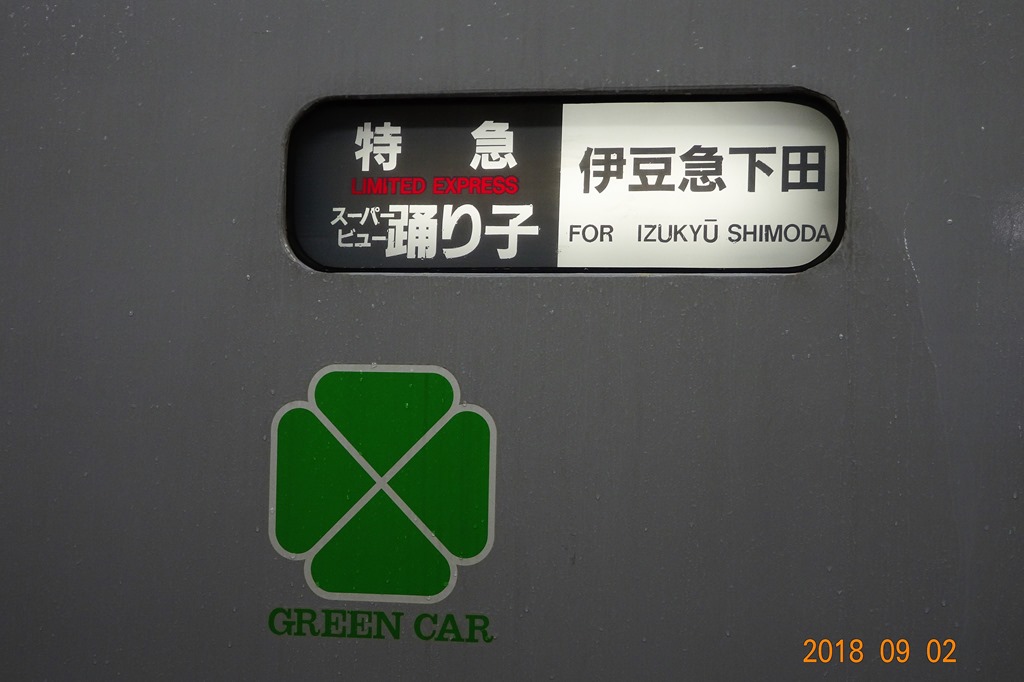 特急
LIMITED EXPRESS
スーパー
ビュー踊り子
伊豆急下田
FOR IZUKYŪ SHIMODA
GREEN CAR
2018 09 02